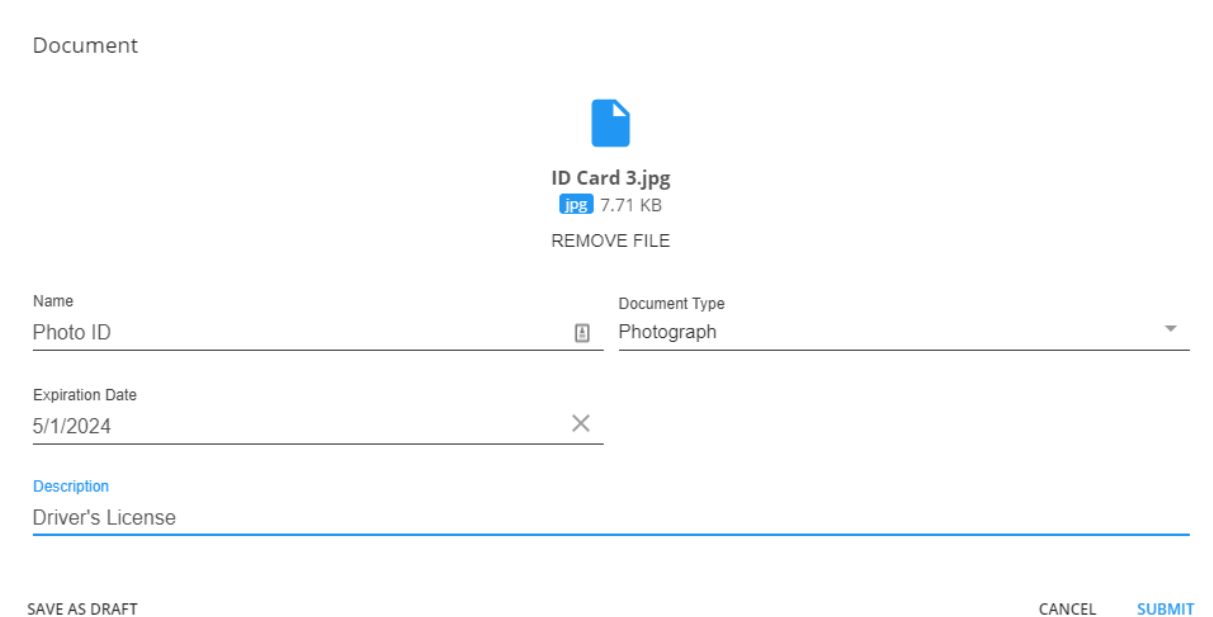 Document
ID Card 3.jpg
jpg 7.71 KB
REMOVE FILE
Name
Photo ID
Document Type
Photograph
Expiration Date
5/1/2024
Description
Driver's License
SAVE AS DRAFT
CANCEL
SUBMIT